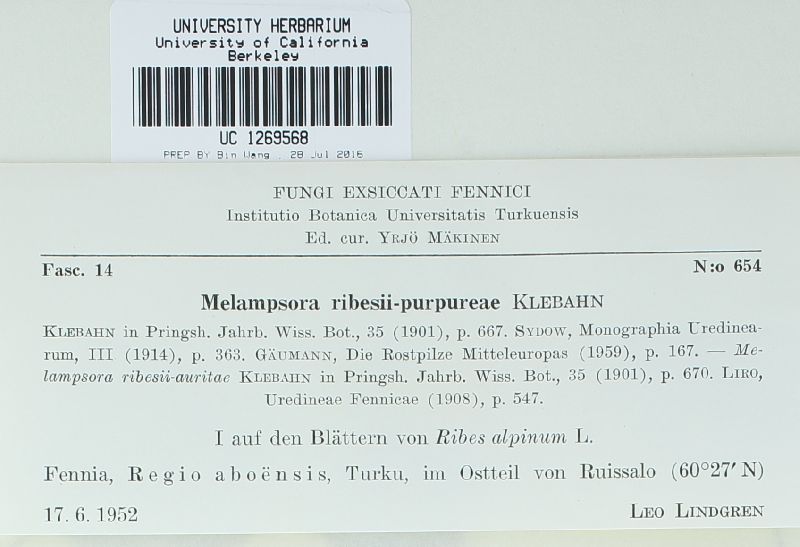 UNIVERSITY HERBARIUM
University of California
Berkeley
UC 1269568
PREP BY Bin Wang . 28 Jul 2016
FUNGI EXSICCATI FENNICI
Institutio Botanica Universitatis Turkuensis
Ed. cur. YRJÖ MÄKINEN
Fasc. 14 N:o 654
Melampsora ribesii-purpureae KLEBAHN
KLEBAHN in Pringsh. Jahrb. Wiss. Bot., 35 (1901), p. 667. SYDOW, Monographia Uredinea-
rum, III (1914), p. 363. GÄUMANN, Die Rostpilze Mitteleuropas (1959), p. 167. — Me-
lampsora ribesii-auritae KLEBAHN in Pringsh. Jahrb. Wiss. Bot., 35 (1901), p. 670. LIRO,
Uredineae Fennicae (1908), p. 547.
I auf den Blättern von Ribes alpinum L.
Fennia, Regio aboënsis, Turku, im Ostteil von Ruissalo (60°27′ N)
17. 6. 1952 LEO LINDGREN